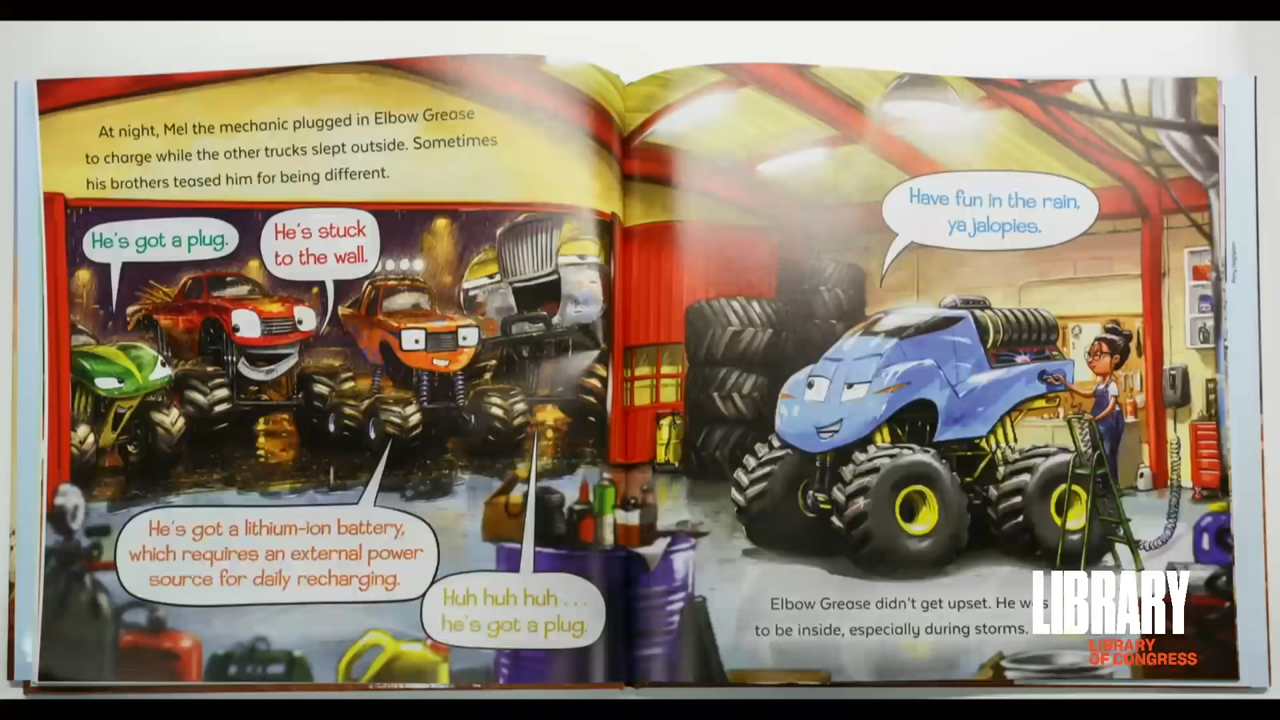 At night, Mel the mechanic plugged in Elbow Grease
to charge while the other trucks slept outside. Sometimes
his brothers teased him for being different.
He's got a plug.
He's stuck
to the wall.
He's got a lithium-ion battery,
which requires an external power
source for daily recharging.
Huh huh huh . . .
he's got a plug.
Have fun in the rain,
ya jalopies.
Elbow Grease didn't get upset. He was
to be inside, especially during storms.
LIBRARY
LIBRARY
OF CONGRESS